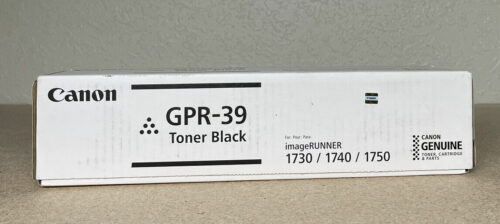 Canon
GPR-39
Toner Black
For : Pour : Para :
imageRUNNER
1730 / 1740 / 1750
CANON
GENUINE
TONER, CARTRIDGE
& PARTS